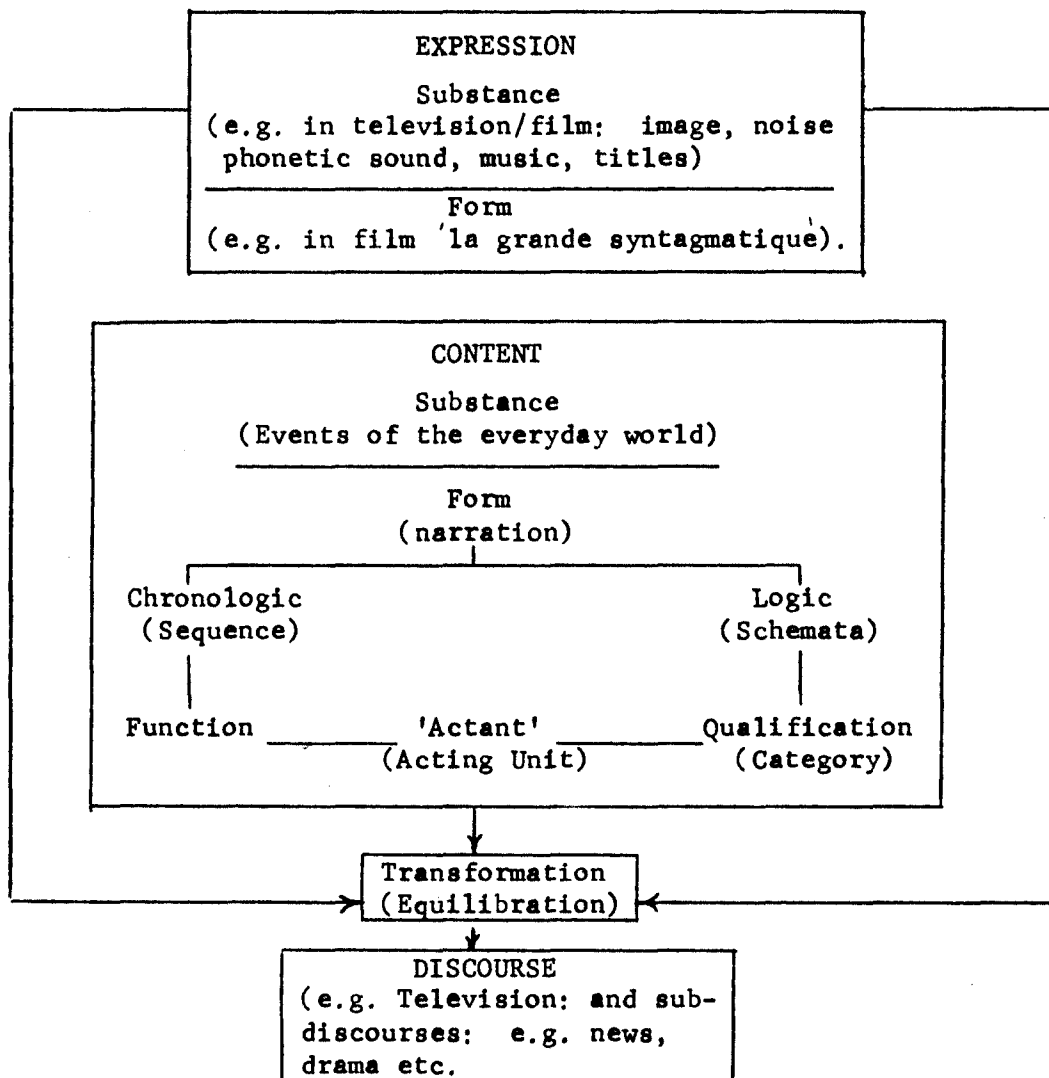 EXPRESSION
Substance
(e.g. in television/film: image, noise
phonetic sound, music, titles)
Form
(e.g. in film 'la grande syntagmatique').
CONTENT
Substance
(Events of the everyday world)
Form
(narration)
Chronologic
(Sequence)
Logic
(Schemata)
Function
'Actant'
(Acting Unit)
Qualification
(Category)
Transformation
(Equilibration)
DISCOURSE
(e.g. Television: and sub-
discourses: e.g. news,
drama etc.